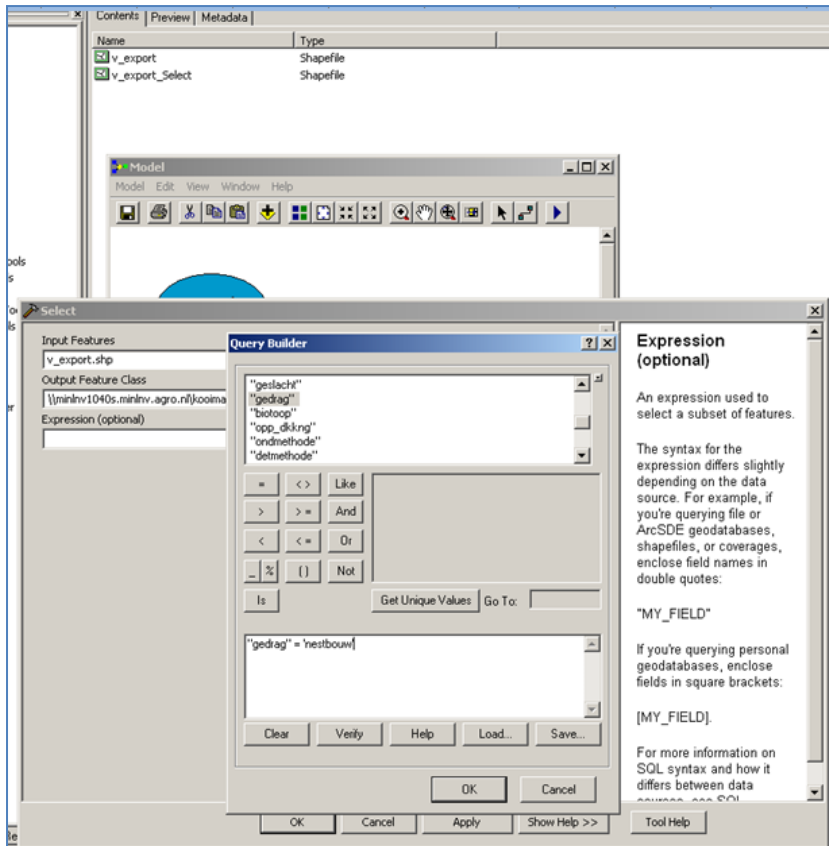 Contents Preview Metadata
Name Type
v_export Shapefile
v_export_Select Shapefile
Model
Model Edit View Window Help
ools
s
Select
Input Features
v_export.shp
Output Feature Class
\\minlnv1040s.minlnv.agro.nl\kooima
Expression (optional)
Query Builder
"geslacht"
"gedrag"
"biotoop"
"opp_dkkng"
"ondmethode"
"detmethode"
= <> Like
> >= And
< <= Or
_ % () Not
Is Get Unique Values Go To:
"gedrag" = 'nestbouw'
Clear Verify Help Load... Save...
OK Cancel
OK Cancel Apply Show Help >> Tool Help
Expression
(optional)
An expression used to
select a subset of features.
The syntax for the
expression differs slightly
depending on the data
source. For example, if
you're querying file or
ArcSDE geodatabases,
shapefiles, or coverages,
enclose field names in
double quotes:
"MY_FIELD"
If you're querying personal
geodatabases, enclose
fields in square brackets:
[MY_FIELD].
For more information on
SQL syntax and how it
differs between data
sources, see SQL